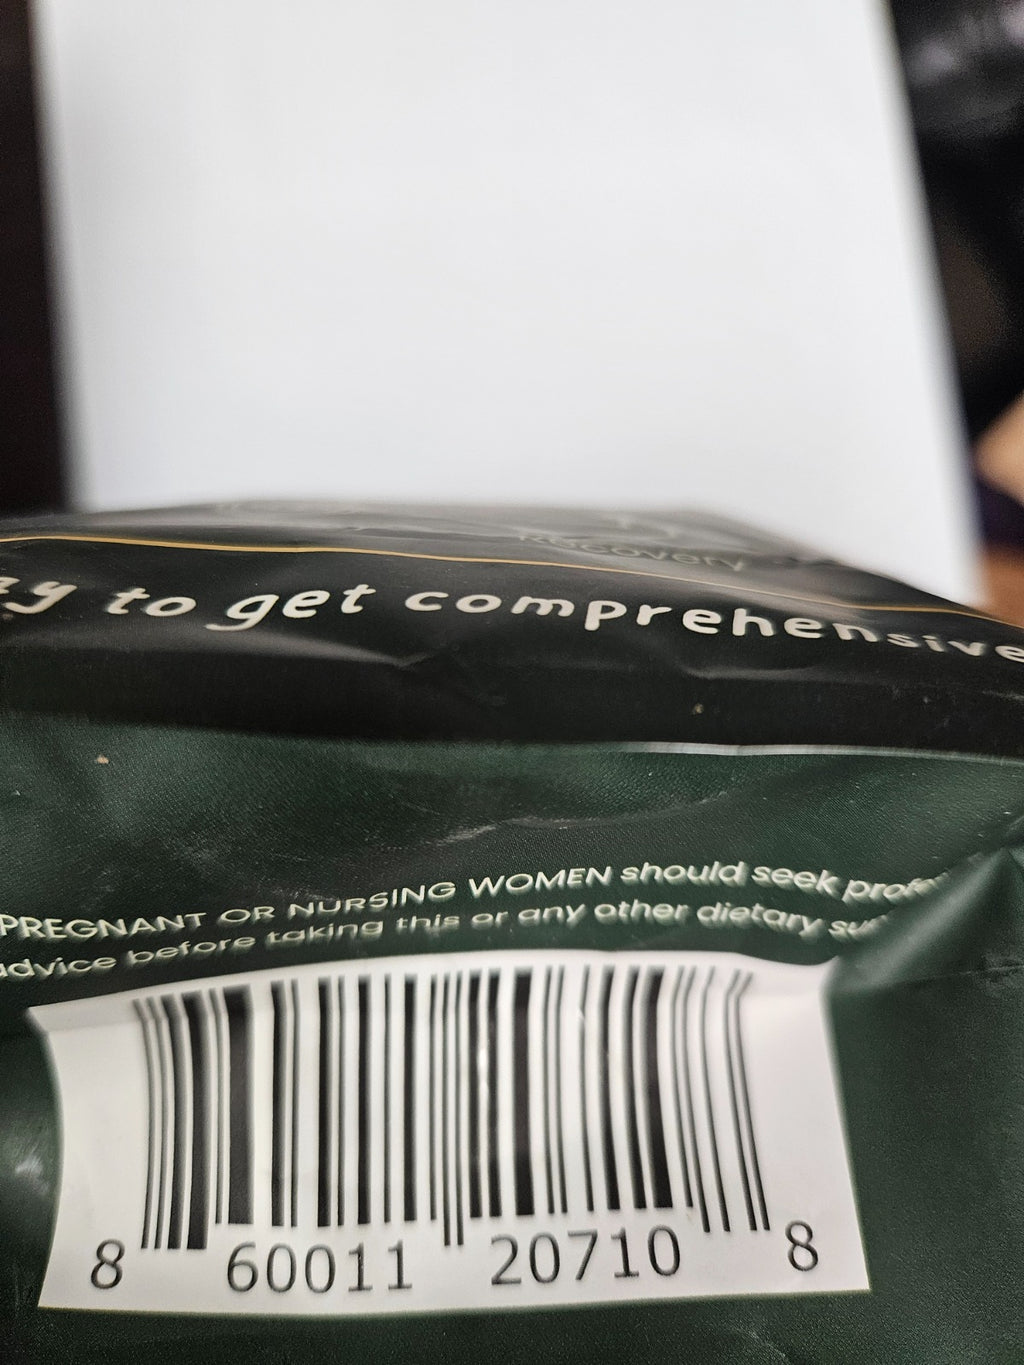 Recovery
to get comprehensive
PREGNANT OR NURSING WOMEN should seek
advice before taking this or any other dietary
8 60011 20710 8